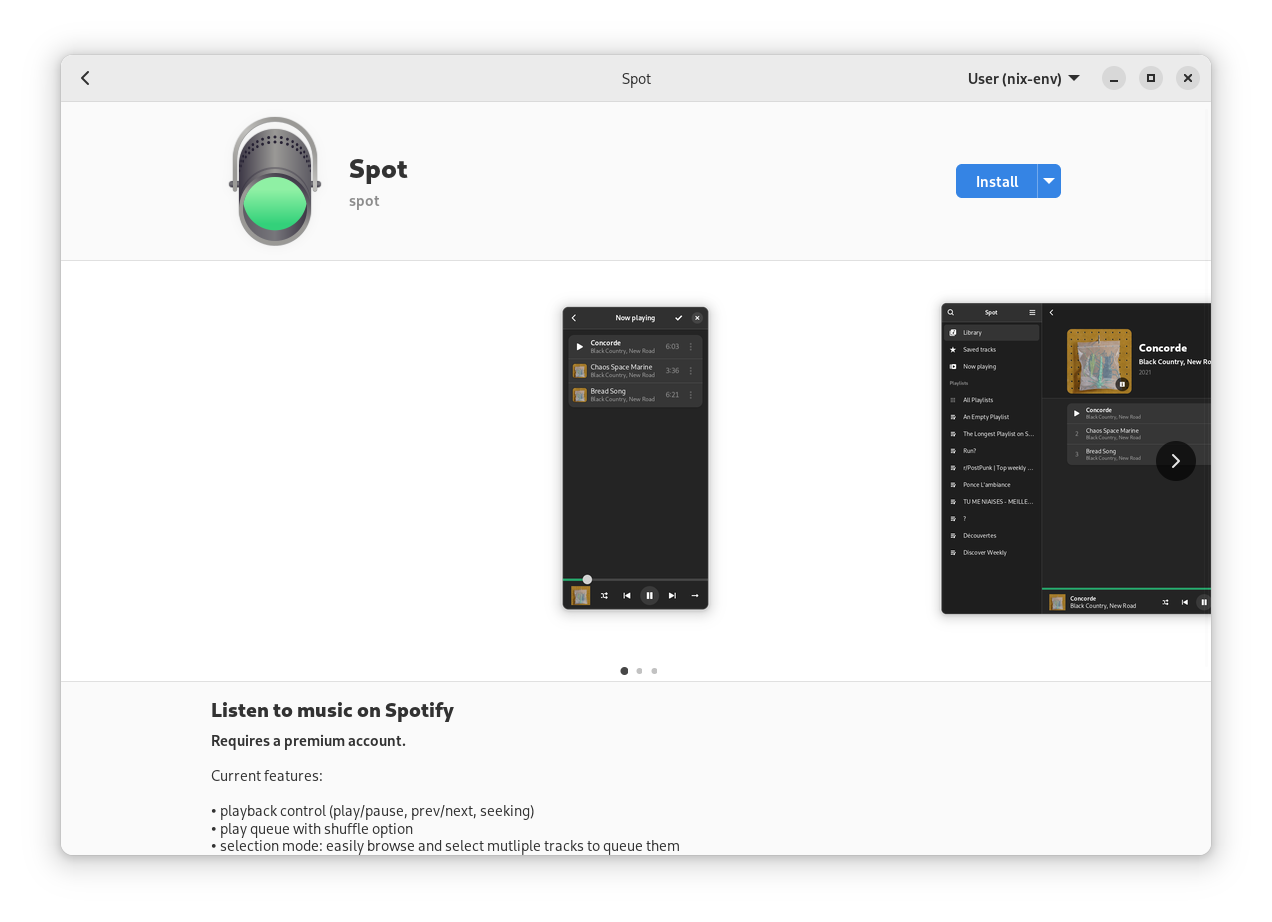 Spot
User (nix-env)
Spot
spot
Install
Now playing
Concorde
Black Country, New Road
6:03
Chaos Space Marine
Black Country, New Road
3:36
Bread Song
Black Country, New Road
6:21
Spot
Library
Saved tracks
Now playing
Playlists
All Playlists
An Empty Playlist
The Longest Playlist on S...
Run?
r/PostPunk | Top weekly ...
Ponce L'ambiance
TU ME NIAISES - MEILLE...
?
Découvertes
Discover Weekly
Concorde
Black Country, New Ro
2021
Concorde
Black Country, New Road
2
Chaos Space Marine
Black Country, New Road
3
Bread Song
Black Country, New Road
Concorde
Black Country, New Road
Listen to music on Spotify
Requires a premium account.
Current features:
• playback control (play/pause, prev/next, seeking)
• play queue with shuffle option
• selection mode: easily browse and select mutliple tracks to queue them